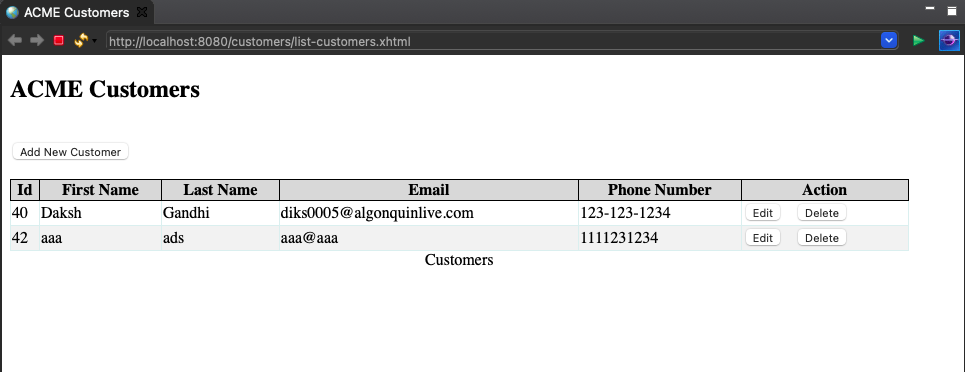 ACME Customers
http://localhost:8080/customers/list-customers.xhtml
ACME Customers
Add New Customer
Id First Name Last Name Email Phone Number Action
40 Daksh Gandhi diks0005@algonquinlive.com 123-123-1234 Edit Delete
42 aaa ads aaa@aaa 1111231234 Edit Delete
Customers